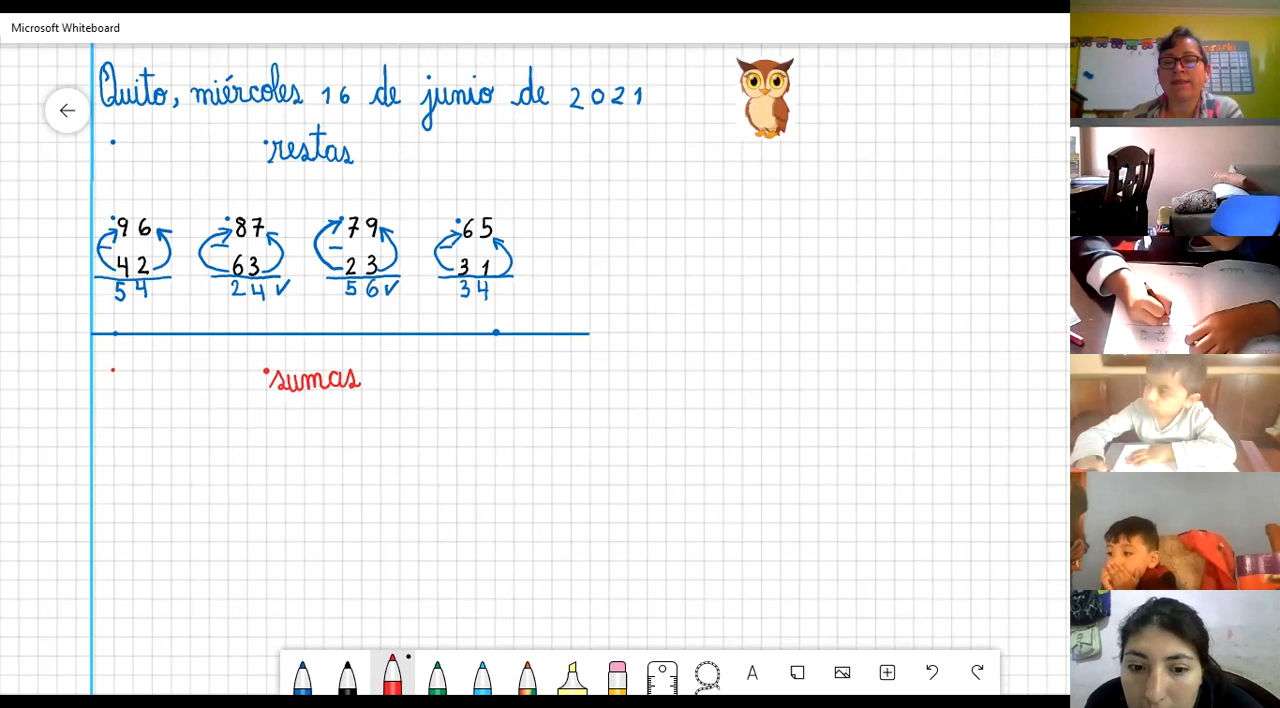 Microsoft Whiteboard
Quito, miércoles 16 de junio de 2021
restas
96 87 79 65
- - - -
42 63 23 31
54 24 ✓ 56 ✓ 34
sumas
A